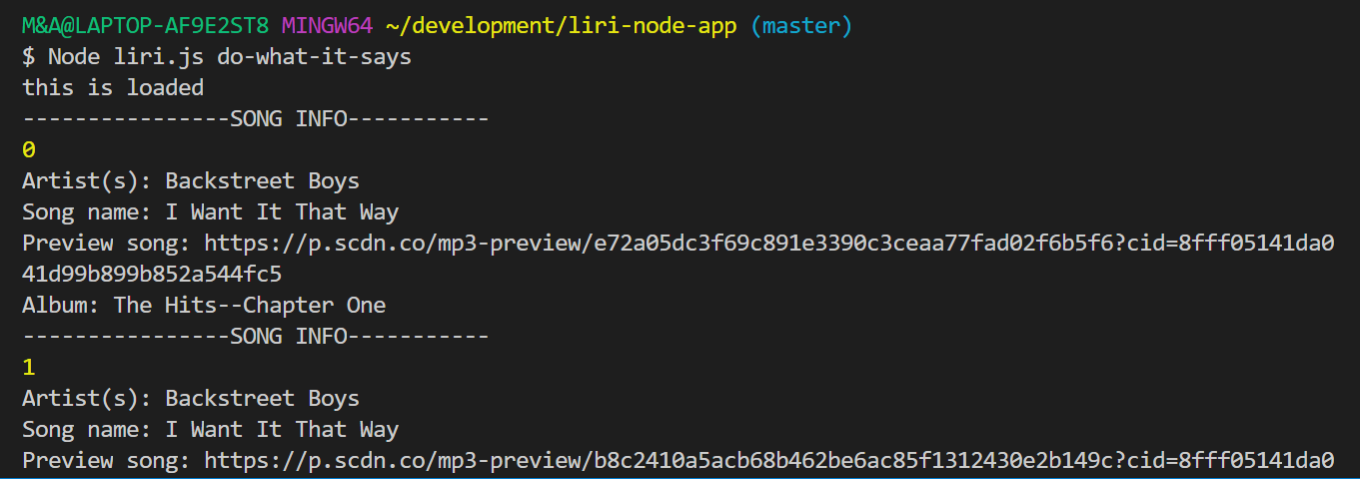 M&A@LAPTOP-AF9E2ST8 MINGW64 ~/development/liri-node-app (master)
$ Node liri.js do-what-it-says
this is loaded
----------------SONG INFO-----------
0
Artist(s): Backstreet Boys
Song name: I Want It That Way
Preview song: https://p.scdn.co/mp3-preview/e72a05dc3f69c891e3390c3ceaa77fad02f6b5f6?cid=8fff05141da0
41d99b899b852a544fc5
Album: The Hits--Chapter One
----------------SONG INFO-----------
1
Artist(s): Backstreet Boys
Song name: I Want It That Way
Preview song: https://p.scdn.co/mp3-preview/b8c2410a5acb68b462be6ac85f1312430e2b149c?cid=8fff05141da0